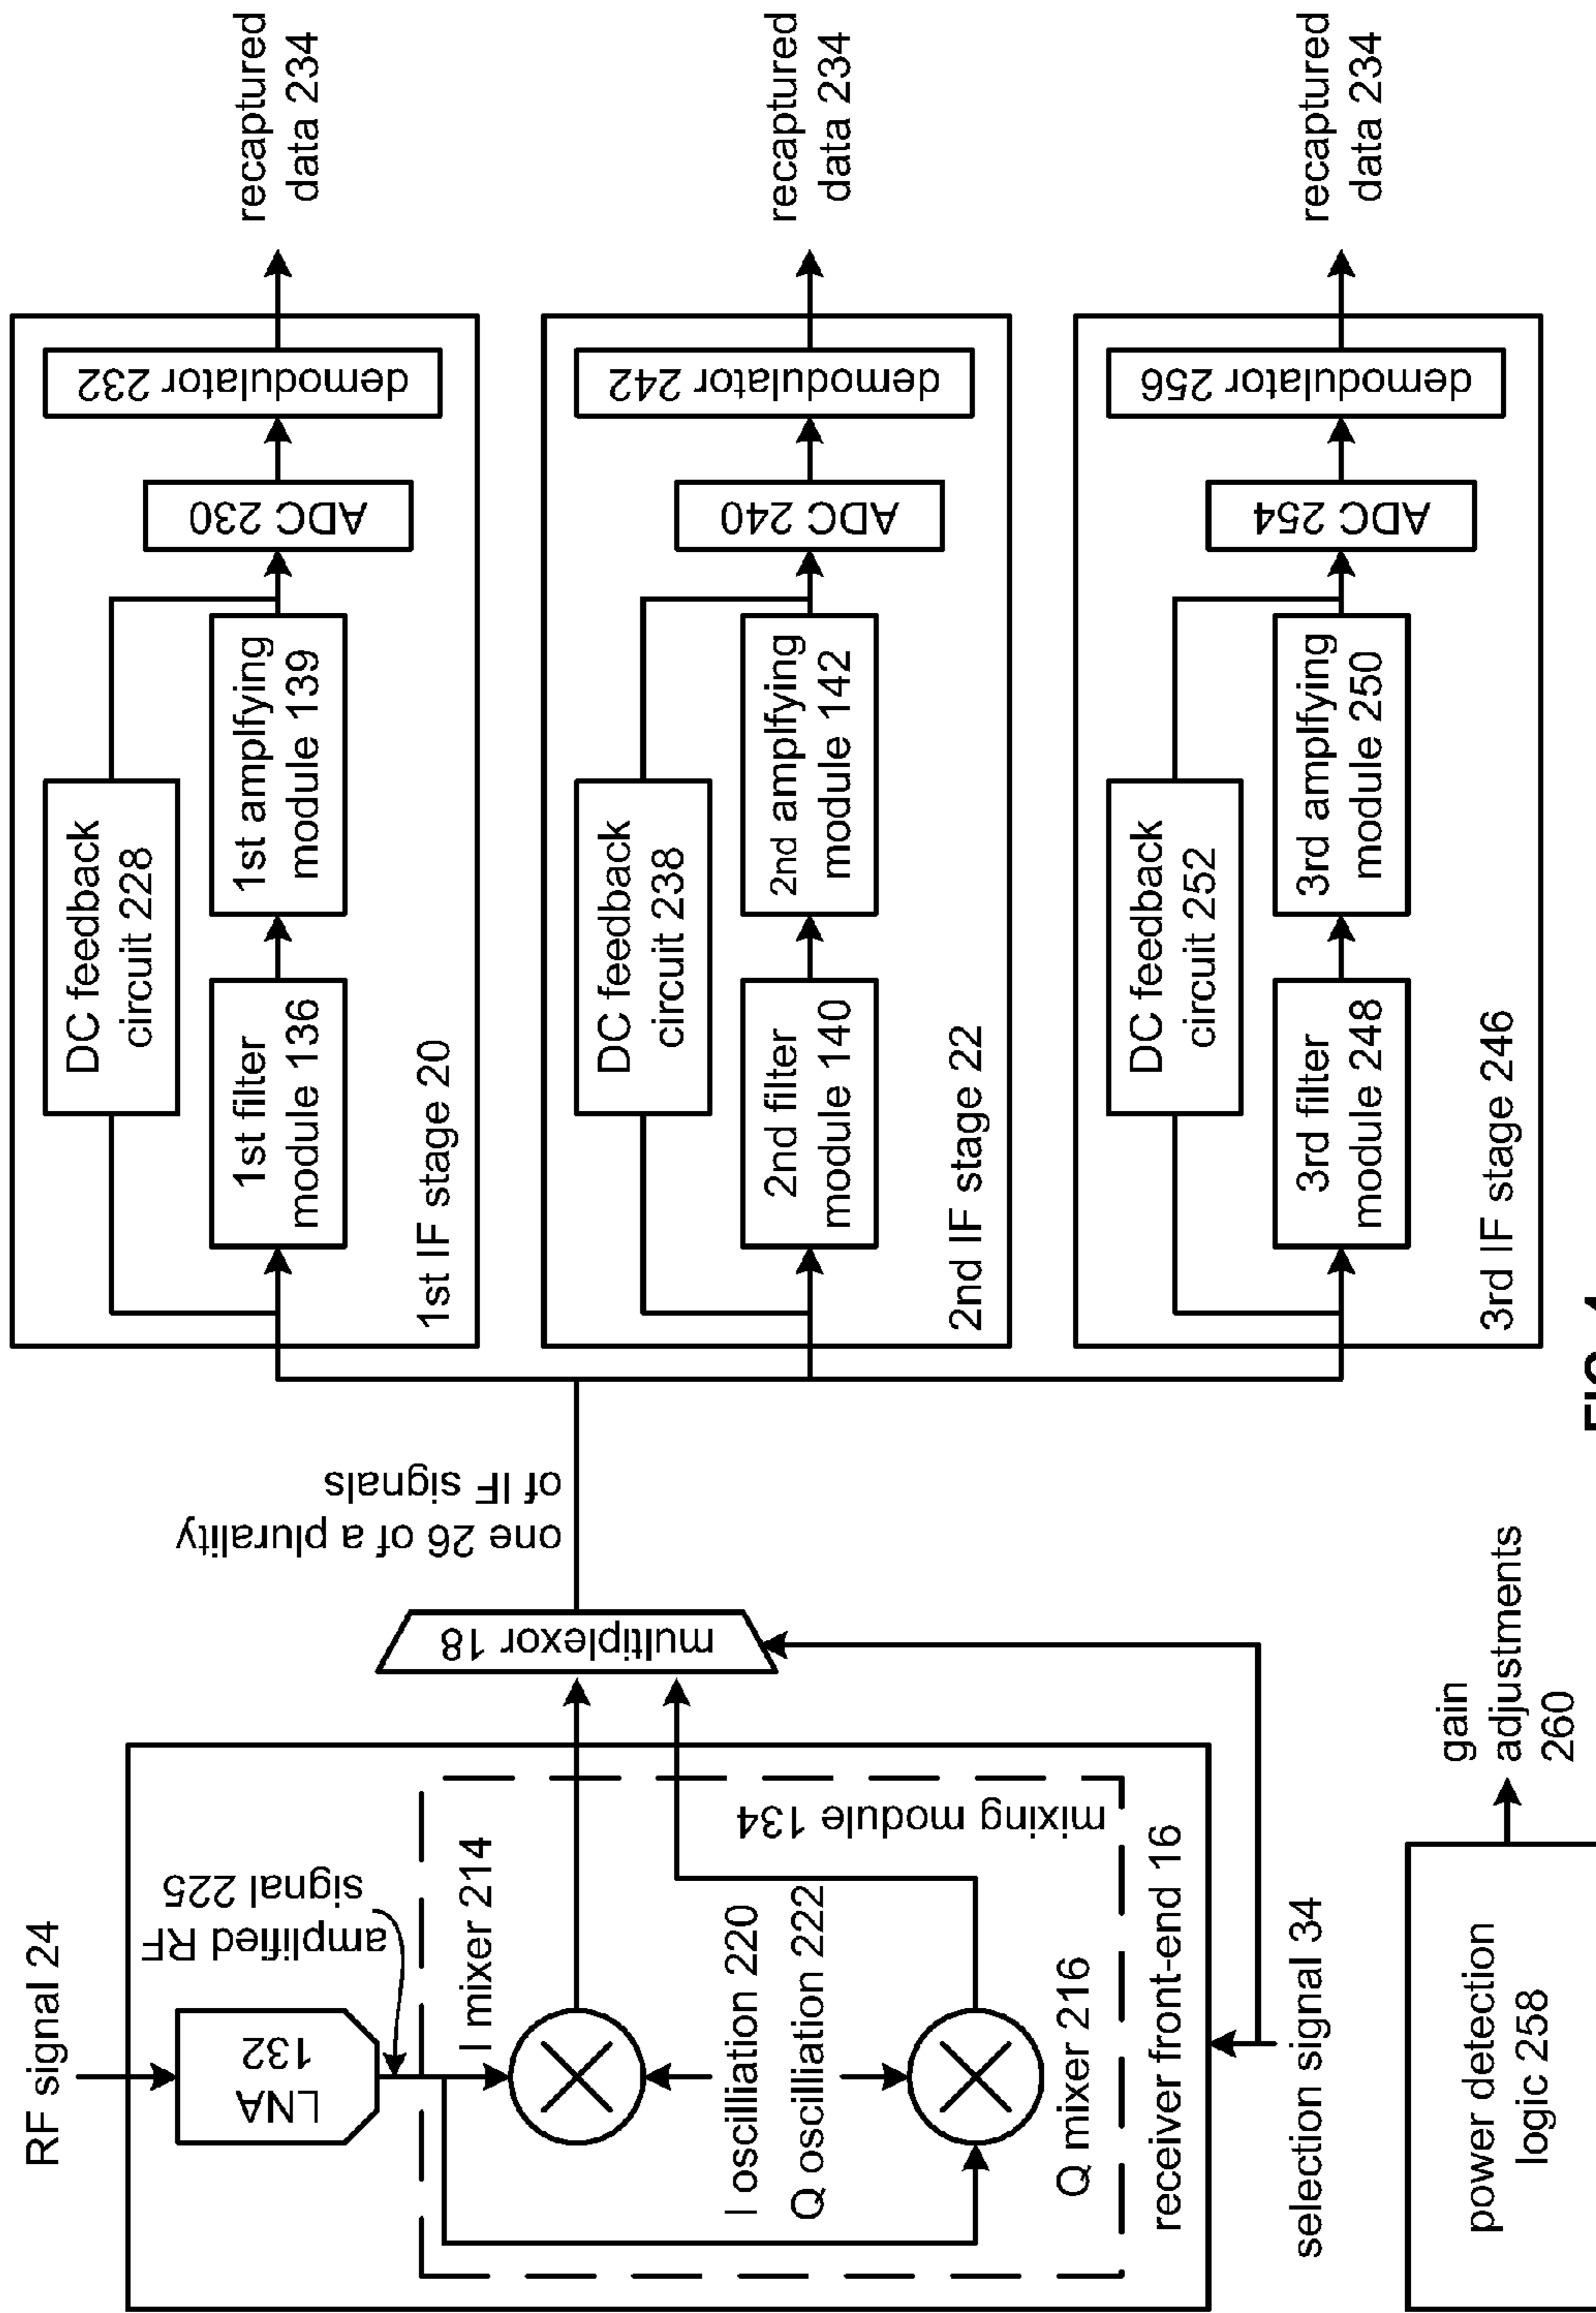 RF signal 24
LNA
132
amplified RF
signal 225
I mixer 214
I oscilliation 220
Q oscilliation 222
Q mixer 216
mixing module 134
receiver front-end 16
selection signal 34
multiplexor 18
one 26 of a plurality
of IF signals
power detection
logic 258
gain
adjustments
260
DC feedback
circuit 228
1st filter
module 136
1st amplfying
module 139
ADC 230
demodulator 232
1st IF stage 20
recaptured
data 234
DC feedback
circuit 238
2nd filter
module 140
2nd amplfying
module 142
ADC 240
demodulator 242
2nd IF stage 22
recaptured
data 234
DC feedback
circuit 252
3rd filter
module 248
3rd amplfying
module 250
ADC 254
demodulator 256
3rd IF stage 246
recaptured
data 234